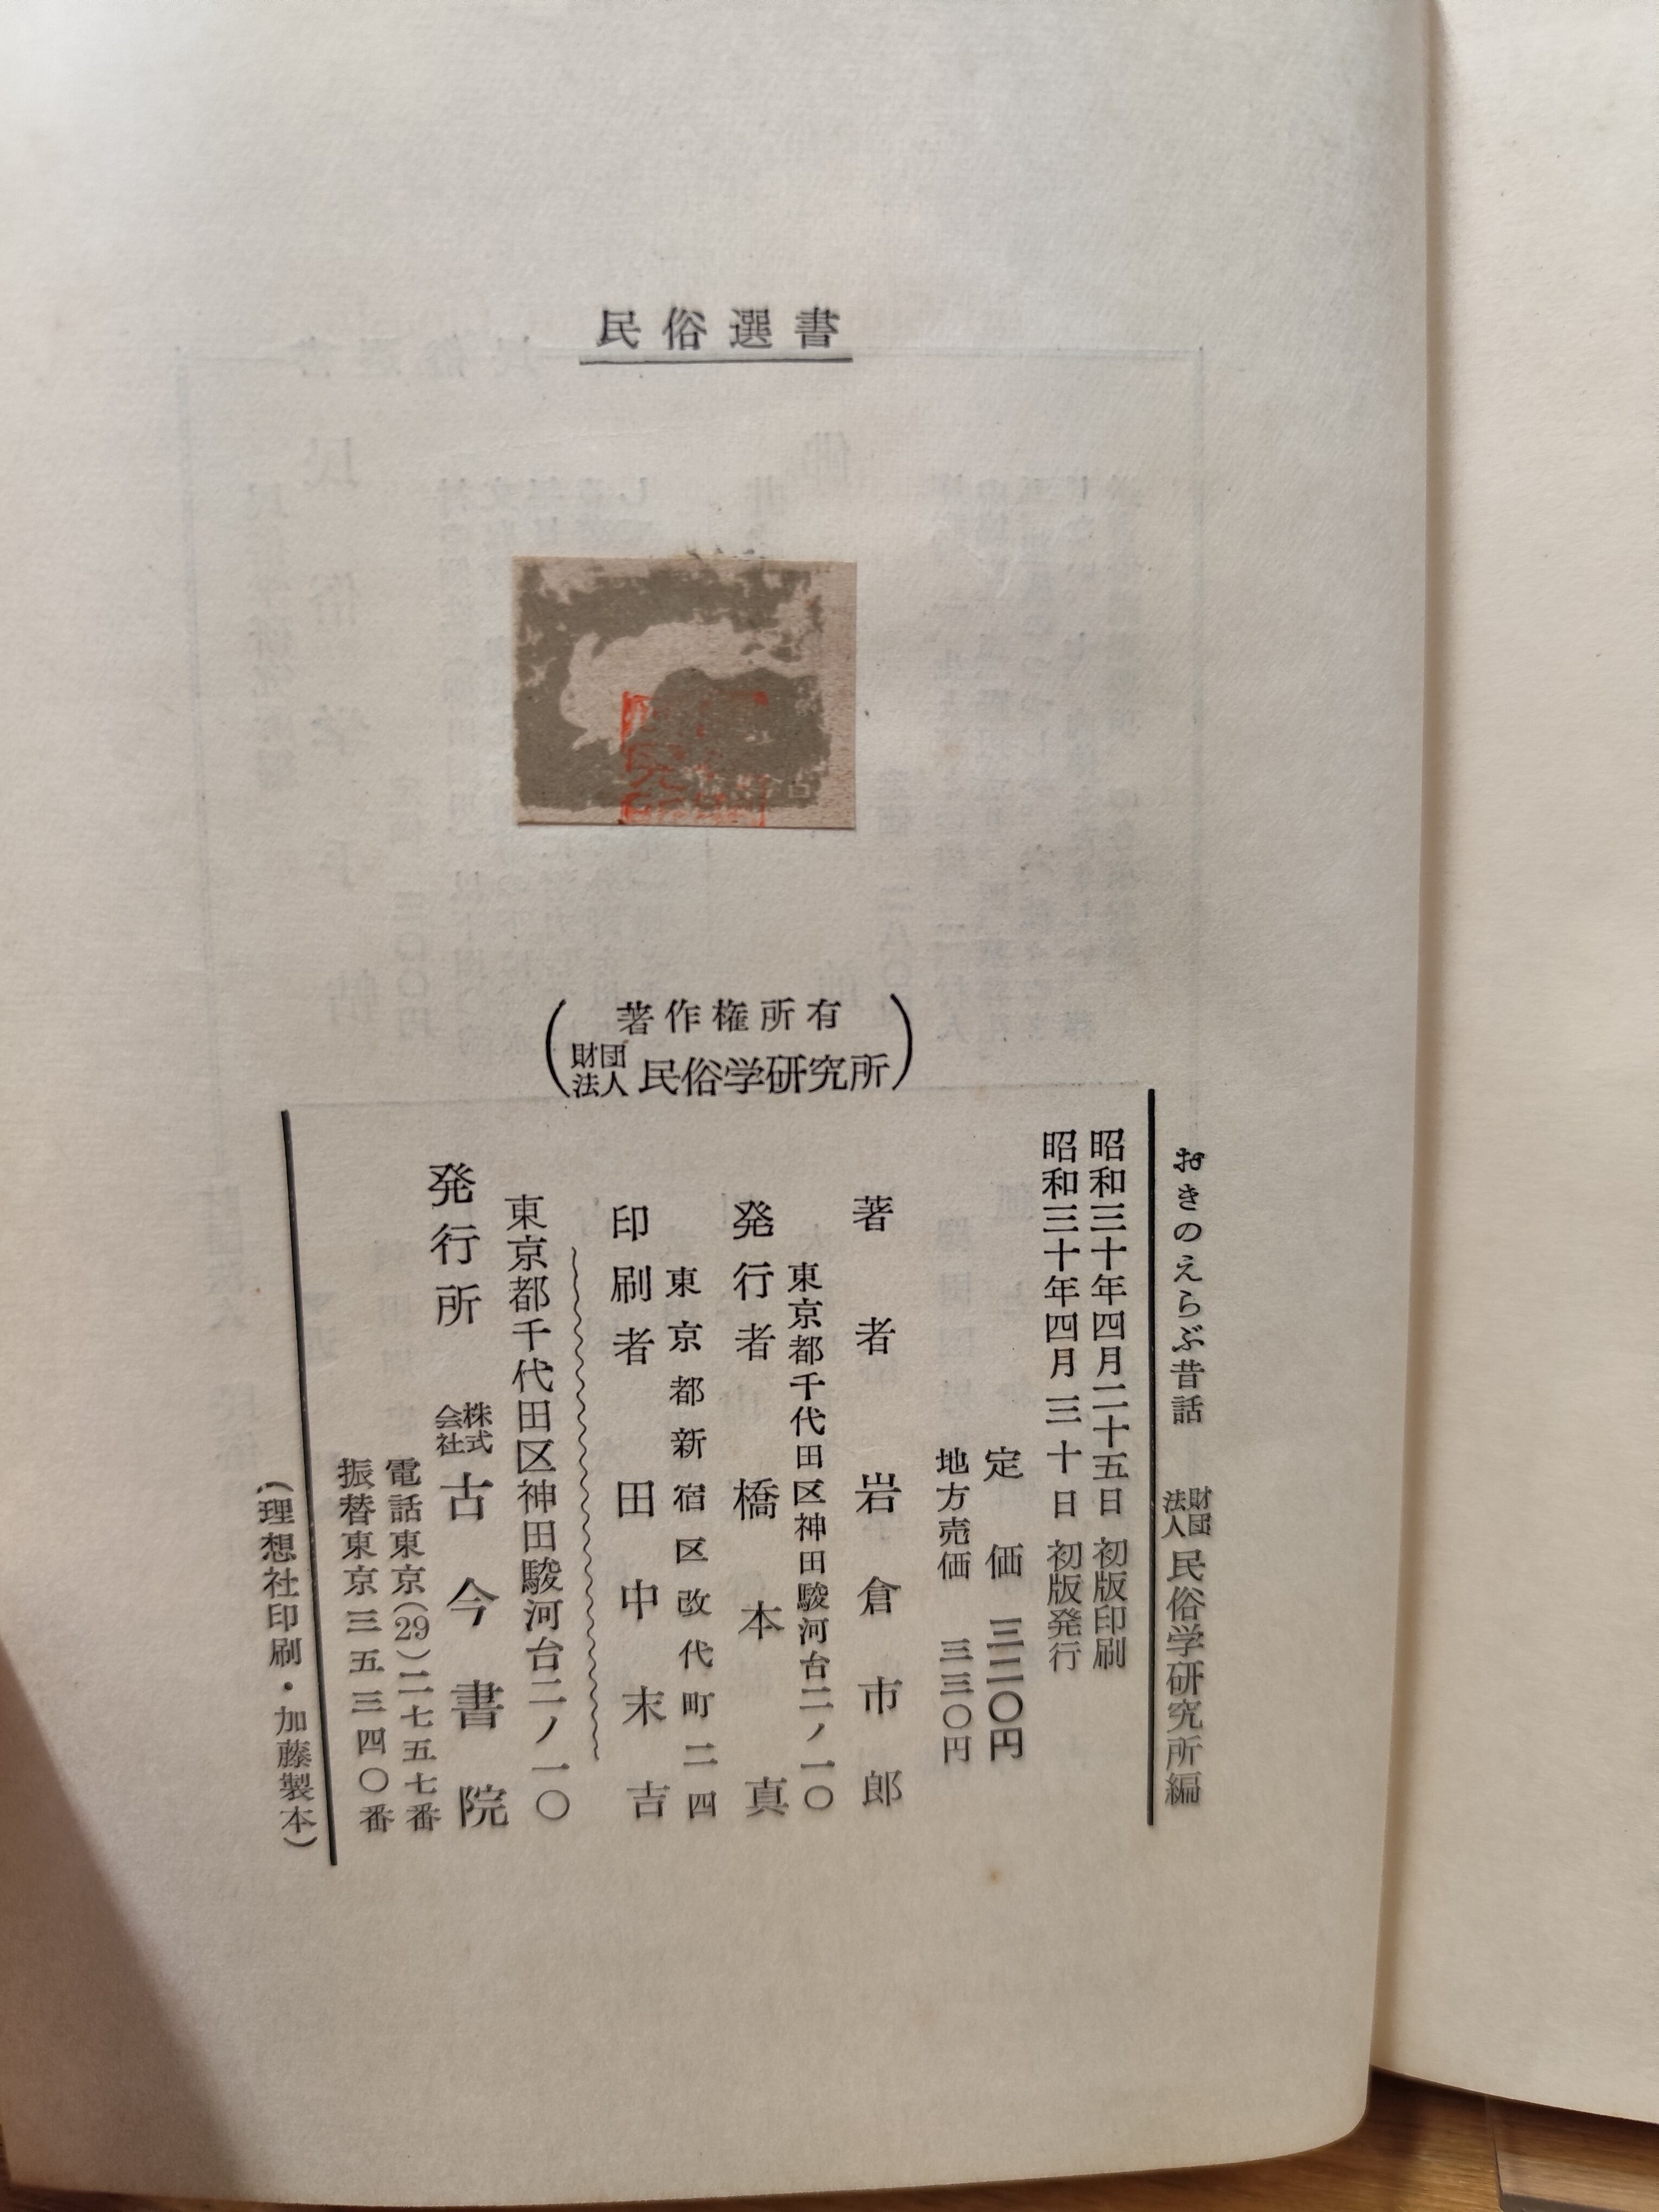 民俗選書
著作権所有
財団法人 民俗学研究所
おきのえらぶ昔話 財団法人 民俗学研究所編
昭和三十年四月二十五日 初版印刷
昭和三十年四月三十日 初版発行
定価 三二〇円
地方売価 三三〇円
著者 岩倉市郎
東京都千代田区神田駿河台二ノ一〇
発行者 橋本真
東京都新宿区改代町二四
印刷者 田中末吉
東京都千代田区神田駿河台二ノ一〇
発行所 株式会社 古今書院
電話東京(29)二七五七番
振替東京三五三四〇番
(理想社印刷・加藤製本)